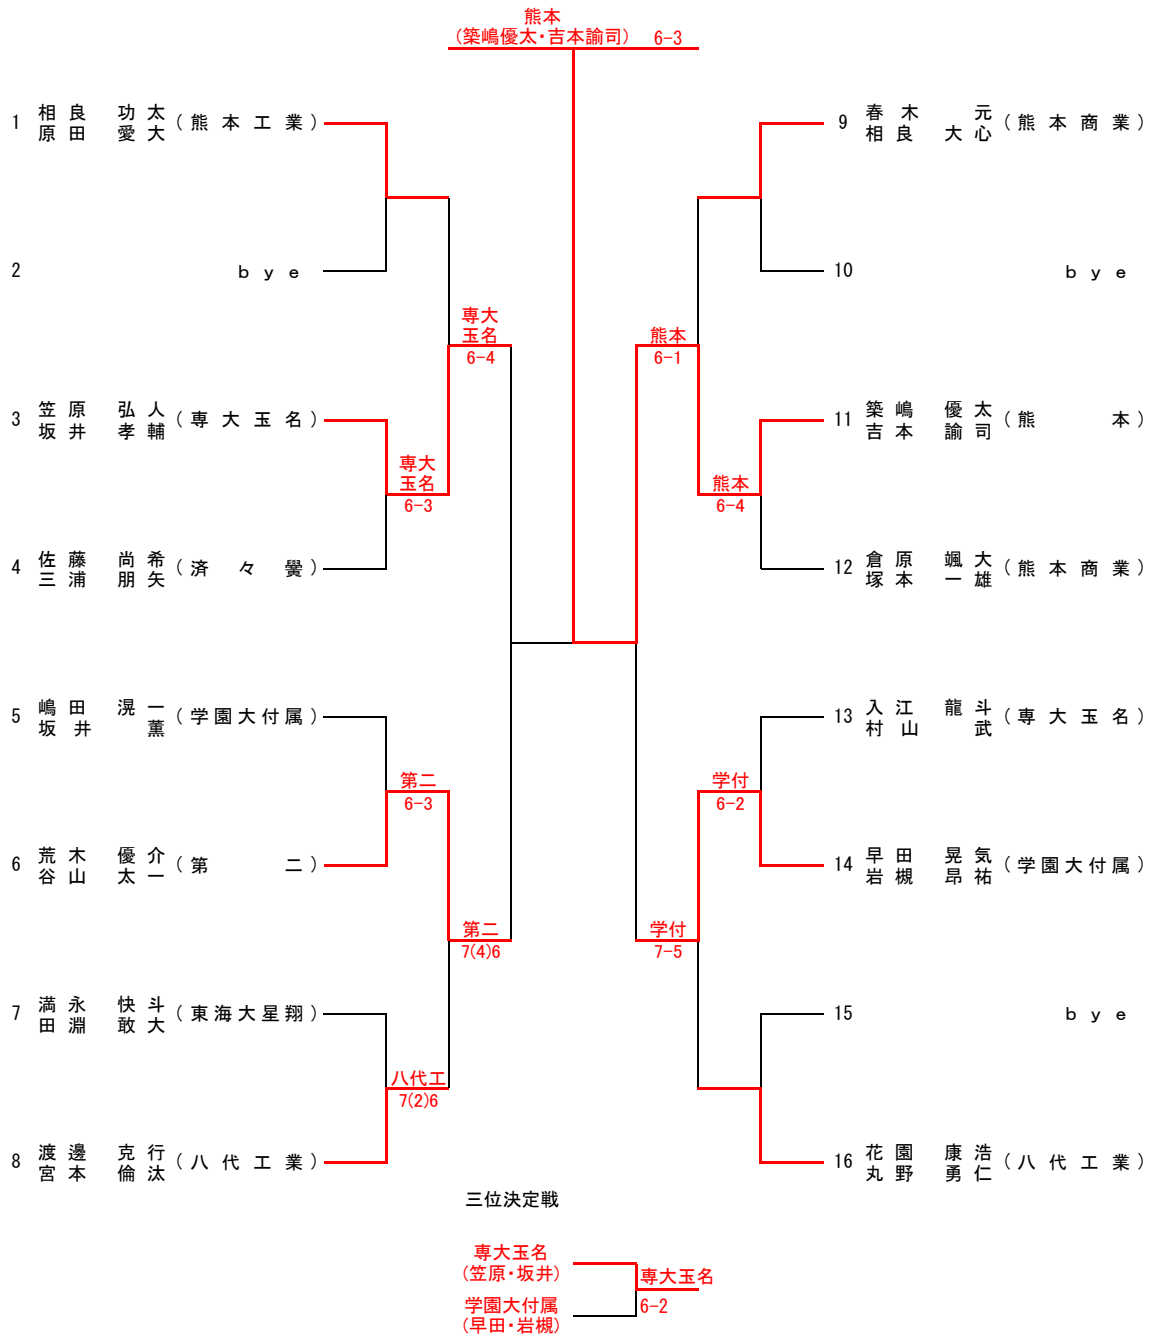 熊本
(築嶋優太・吉本諭司) 6-3
1 相良 功太 (熊本工業)
原田 愛大
2 bye
3 笠原 弘人 (専大玉名)
坂井 孝輔
4 佐藤 尚希 (済々黌)
三浦 朋矢
5 嶋田 滉一 (学園大付属)
坂井 薫
6 荒木 優介 (第二)
谷山 太一
7 満永 快斗 (東海大星翔)
田淵 敢大
8 渡邊 克行 (八代工業)
宮本 倫汰
専大
玉名
6-3
第二
6-3
八代工
7(2)6
専大
玉名
6-4
第二
7(4)6
熊本
6-1
学付
7-5
熊本
6-4
学付
6-2
9 春木 元 (熊本商業)
相良 大心
10 bye
11 築嶋 優太 (熊本)
吉本 諭司
12 倉原 颯大 (熊本商業)
塚本 一雄
13 入江 龍斗 (専大玉名)
村山 武
14 早田 晃気 (学園大付属)
岩槻 昂祐
15 bye
16 花園 康浩 (八代工業)
丸野 勇仁
三位決定戦
専大玉名
(笠原・坂井)
学園大付属
(早田・岩槻)
専大玉名
6-2